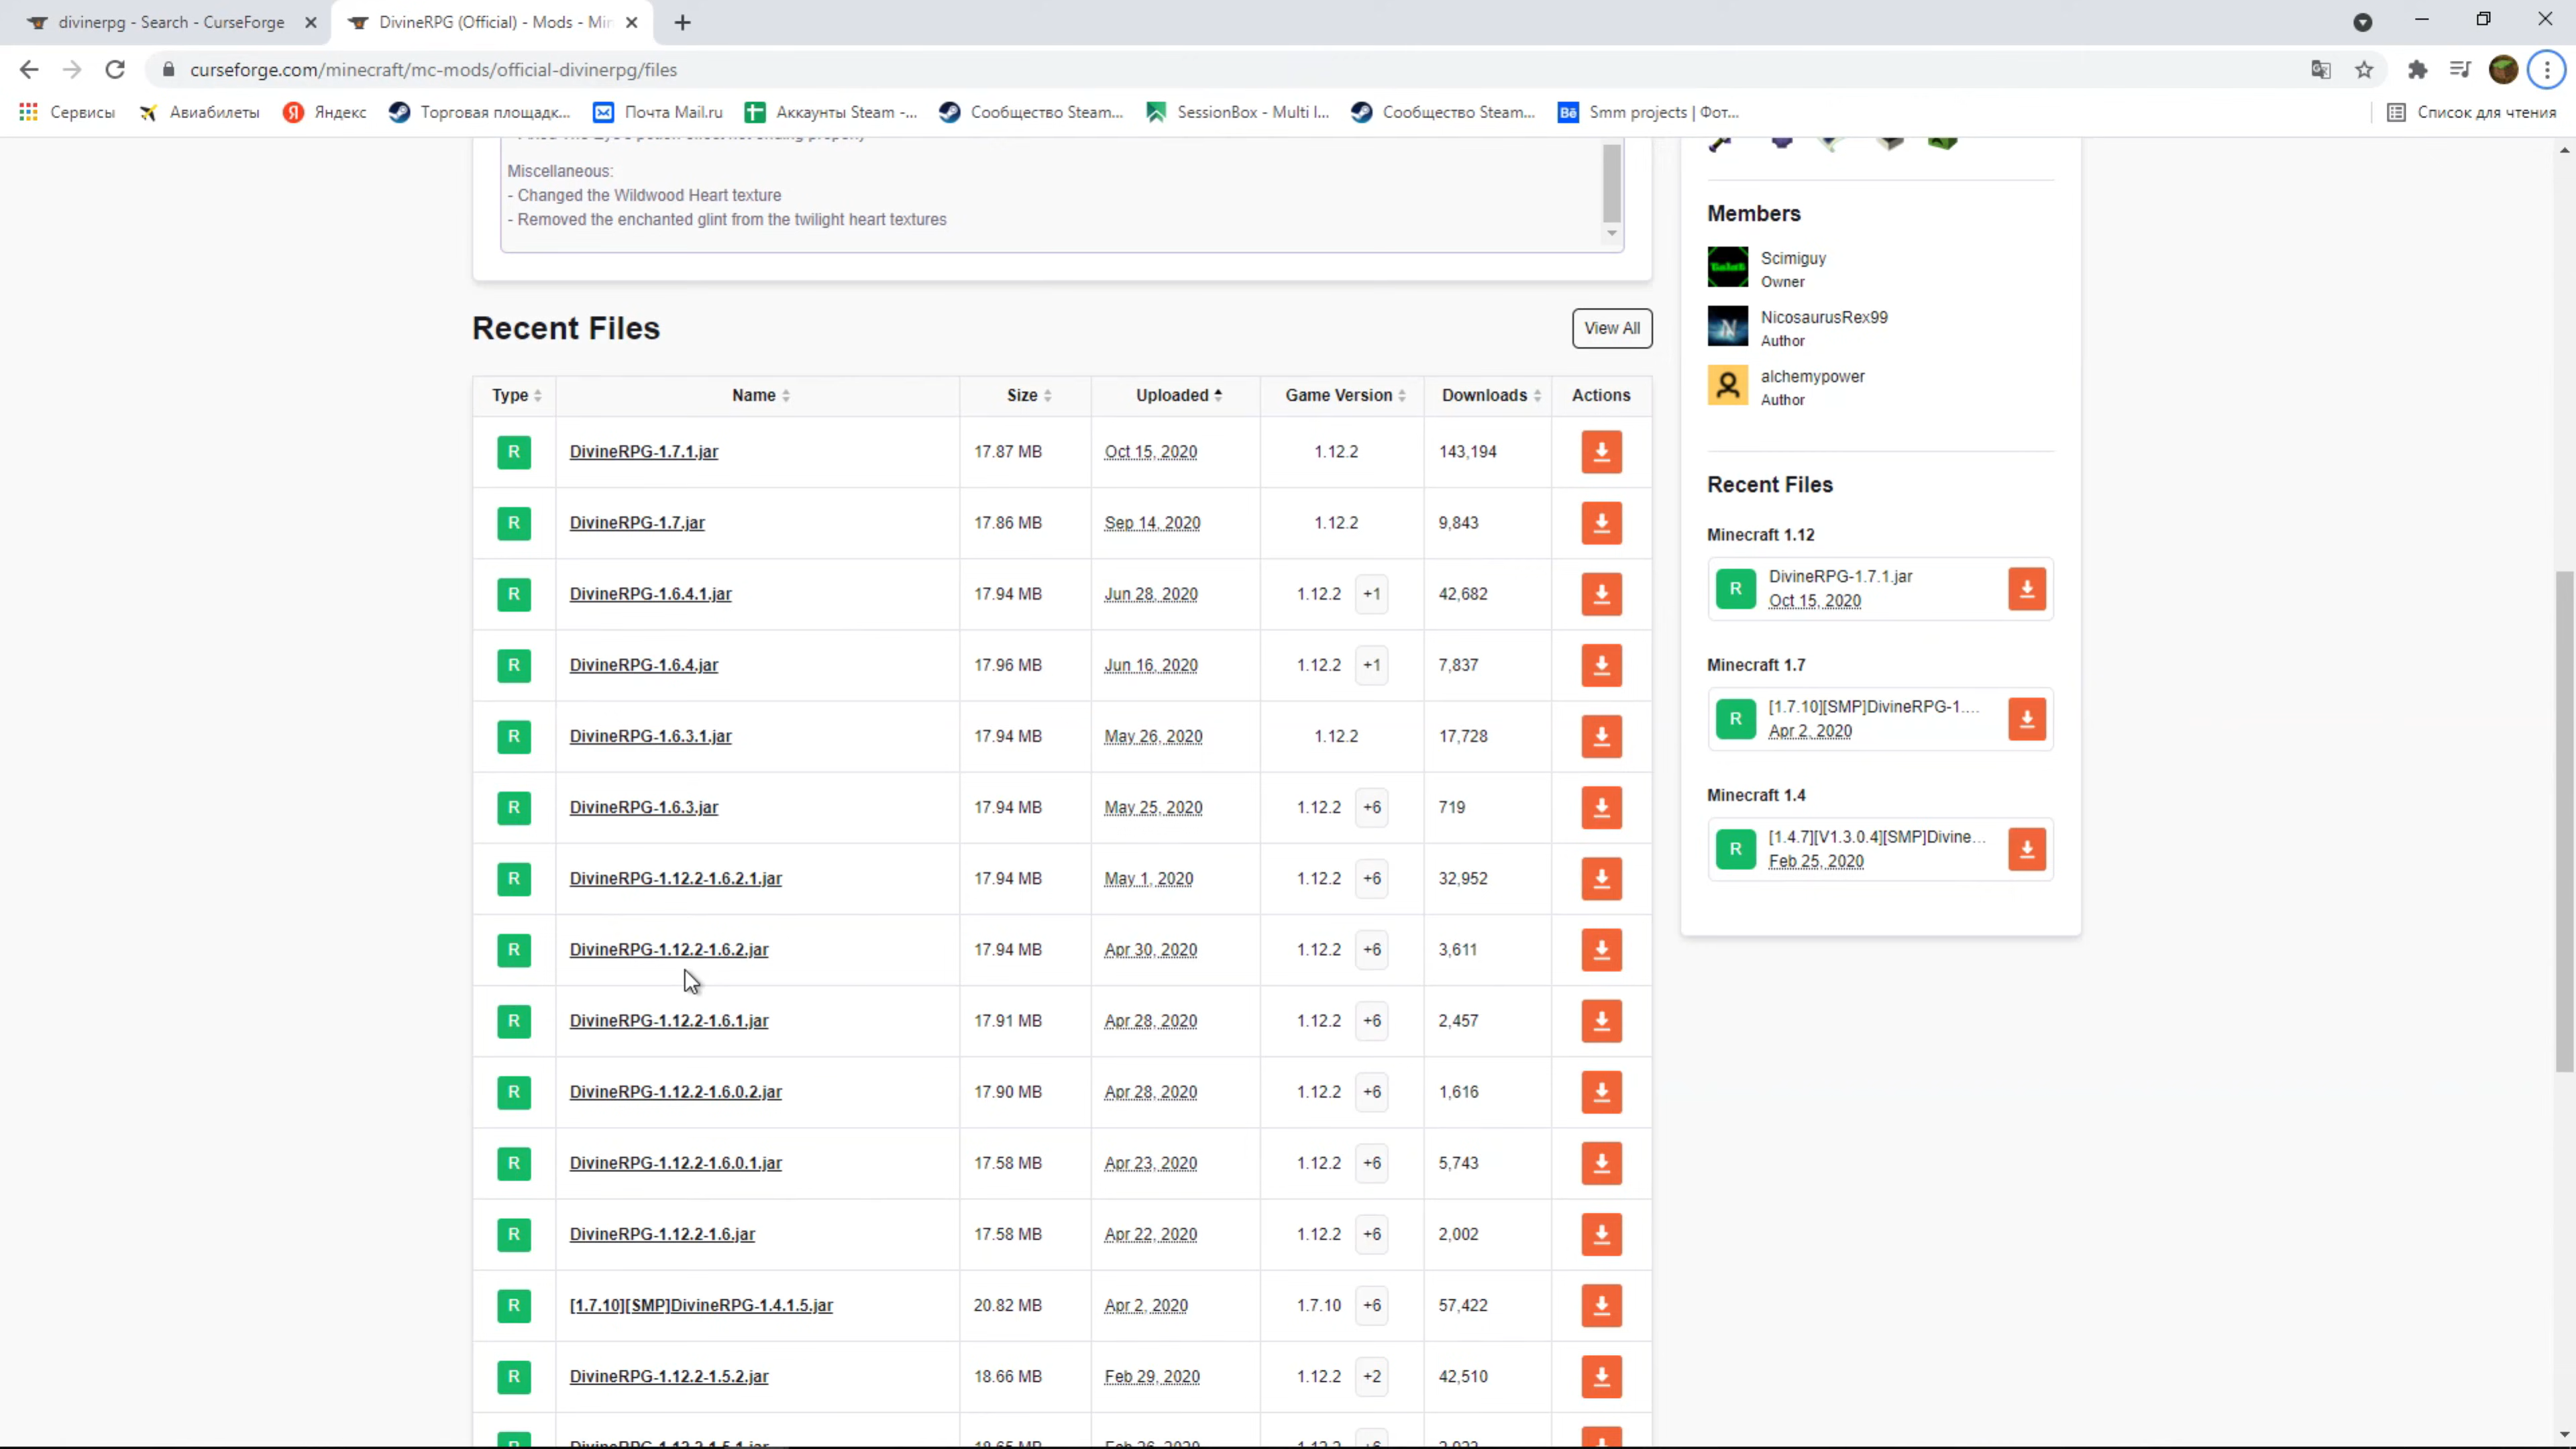 divinerpg - Search - CurseForge
DivineRPG (Official) - Mods - Min
curseforge.com/minecraft/mc-mods/official-divinerpg/files
Сервисы
Авиабилеты
Яндекс
Торговая площадк...
Почта Mail.ru
Аккаунты Steam -...
Сообщество Steam...
SessionBox - Multi l...
Сообщество Steam...
Smm projects | Фот...
Список для чтения
Miscellaneous:
- Changed the Wildwood Heart texture
- Removed the enchanted glint from the twilight heart textures
Recent Files
View All
Type Name Size Uploaded Game Version Downloads Actions
R DivineRPG-1.7.1.jar 17.87 MB Oct 15, 2020 1.12.2 143,194
R DivineRPG-1.7.jar 17.86 MB Sep 14, 2020 1.12.2 9,843
R DivineRPG-1.6.4.1.jar 17.94 MB Jun 28, 2020 1.12.2 +1 42,682
R DivineRPG-1.6.4.jar 17.96 MB Jun 16, 2020 1.12.2 +1 7,837
R DivineRPG-1.6.3.1.jar 17.94 MB May 26, 2020 1.12.2 17,728
R DivineRPG-1.6.3.jar 17.94 MB May 25, 2020 1.12.2 +6 719
R DivineRPG-1.12.2-1.6.2.1.jar 17.94 MB May 1, 2020 1.12.2 +6 32,952
R DivineRPG-1.12.2-1.6.2.jar 17.94 MB Apr 30, 2020 1.12.2 +6 3,611
R DivineRPG-1.12.2-1.6.1.jar 17.91 MB Apr 28, 2020 1.12.2 +6 2,457
R DivineRPG-1.12.2-1.6.0.2.jar 17.90 MB Apr 28, 2020 1.12.2 +6 1,616
R DivineRPG-1.12.2-1.6.0.1.jar 17.58 MB Apr 23, 2020 1.12.2 +6 5,743
R DivineRPG-1.12.2-1.6.jar 17.58 MB Apr 22, 2020 1.12.2 +6 2,002
R [1.7.10][SMP]DivineRPG-1.4.1.5.jar 20.82 MB Apr 2, 2020 1.7.10 +6 57,422
R DivineRPG-1.12.2-1.5.2.jar 18.66 MB Feb 29, 2020 1.12.2 +2 42,510
Members
Scimiguy
Owner
NicosaurusRex99
Author
alchemypower
Author
Recent Files
Minecraft 1.12
R DivineRPG-1.7.1.jar
Oct 15, 2020
Minecraft 1.7
R [1.7.10][SMP]DivineRPG-1....
Apr 2, 2020
Minecraft 1.4
R [1.4.7][V1.3.0.4][SMP]Divine...
Feb 25, 2020